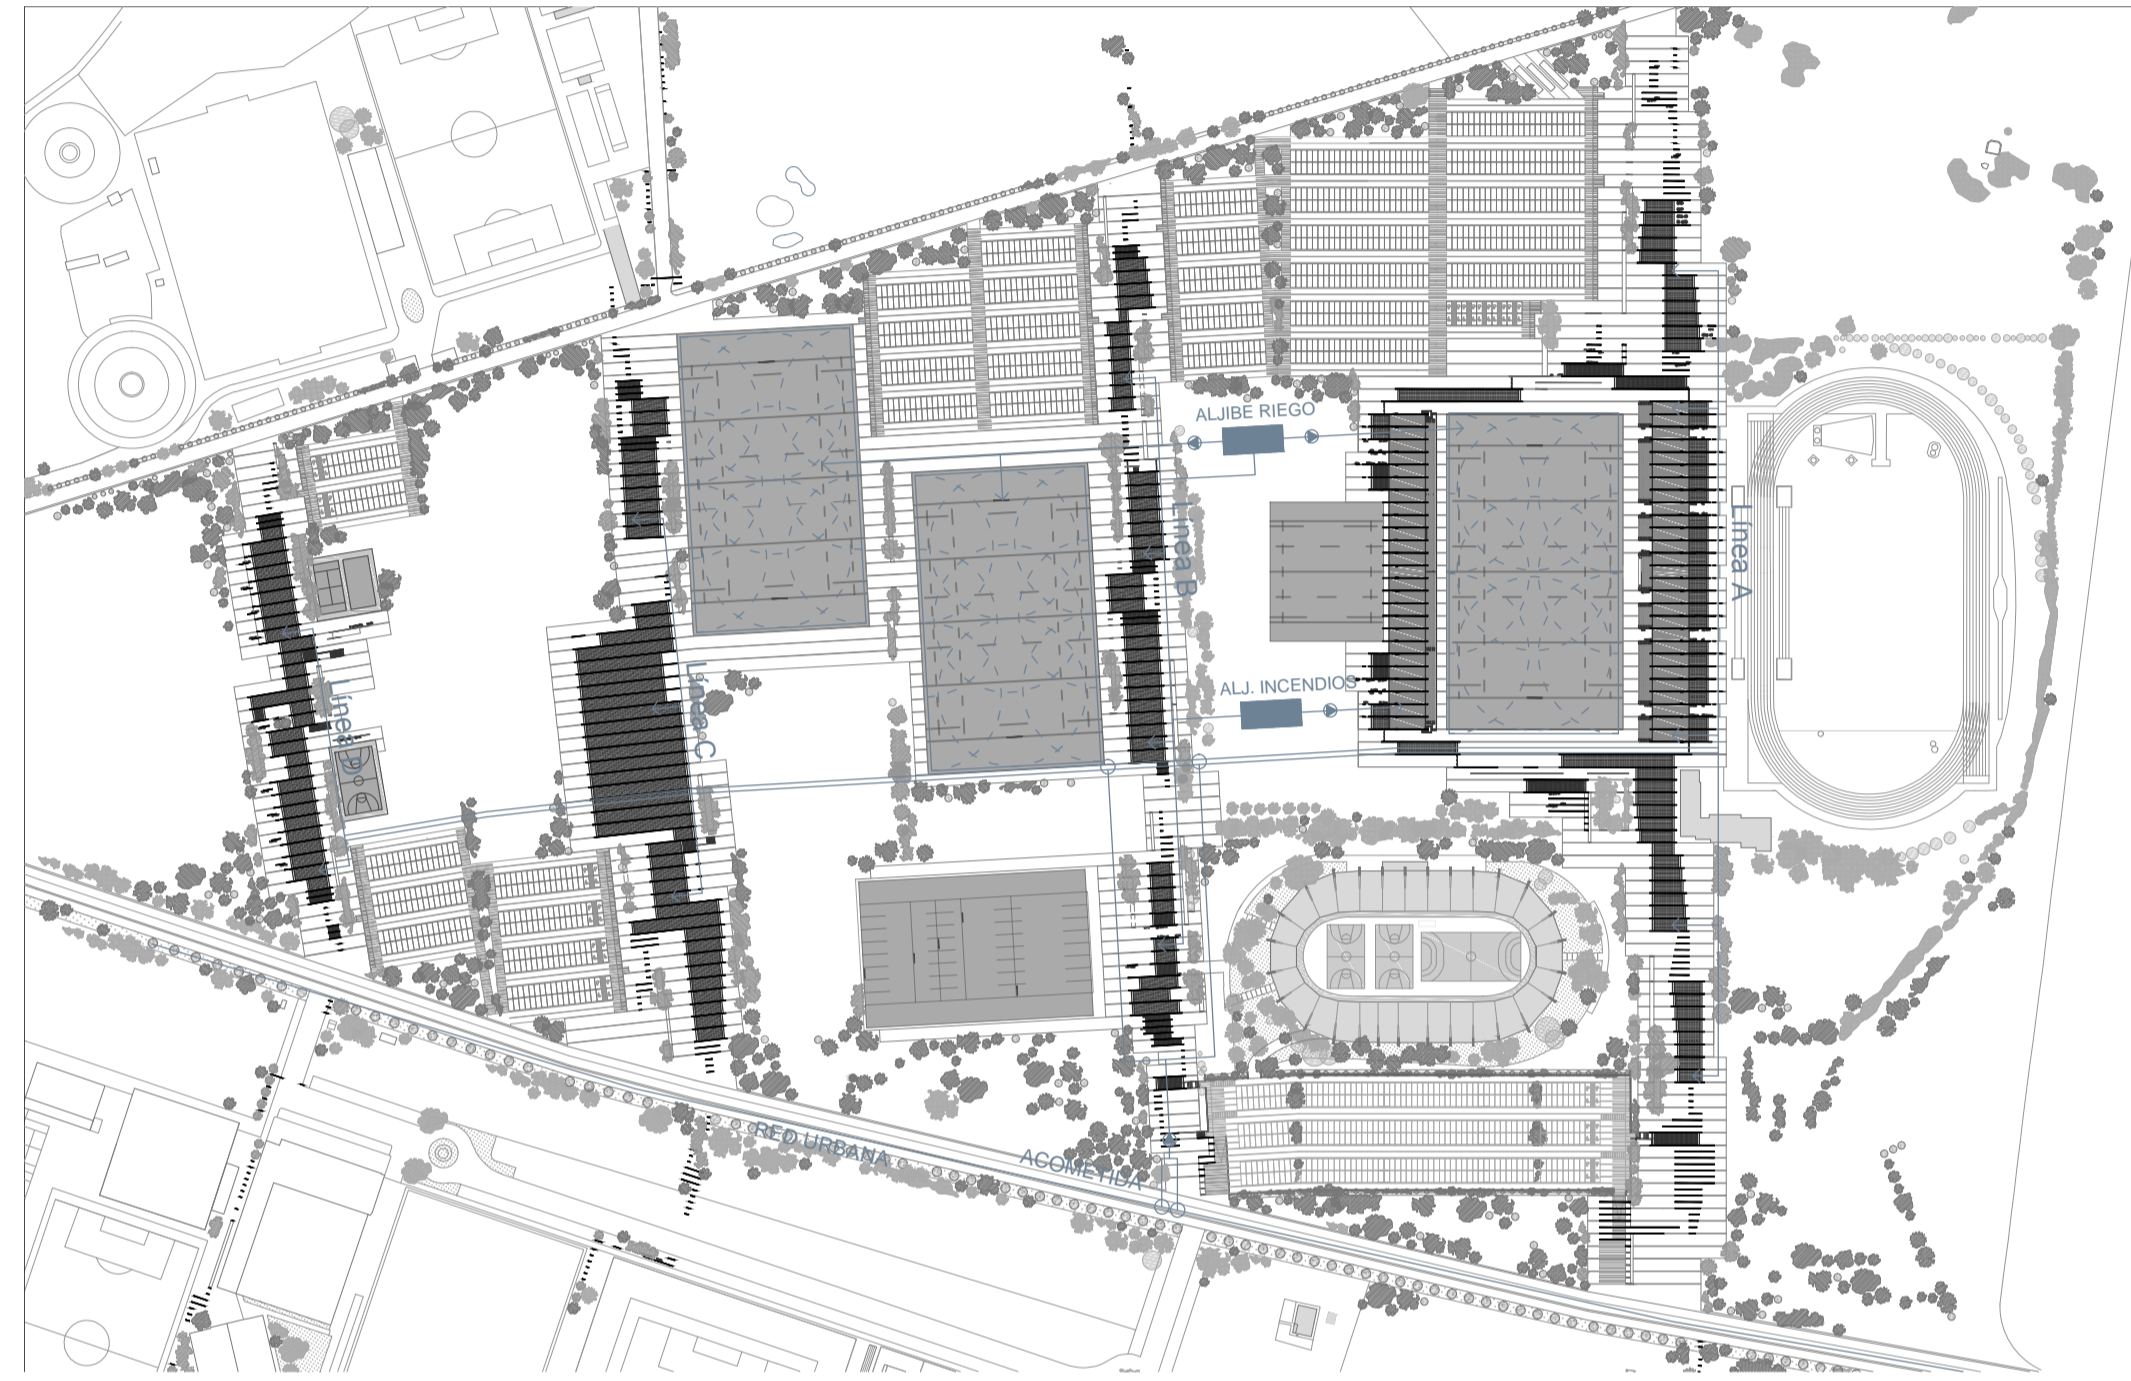 ALJIBE RIEGO
Línea B
Línea A
Línea D
Línea C
ALJ. INCENDIOS
RED URBANA
ACOMETIDA